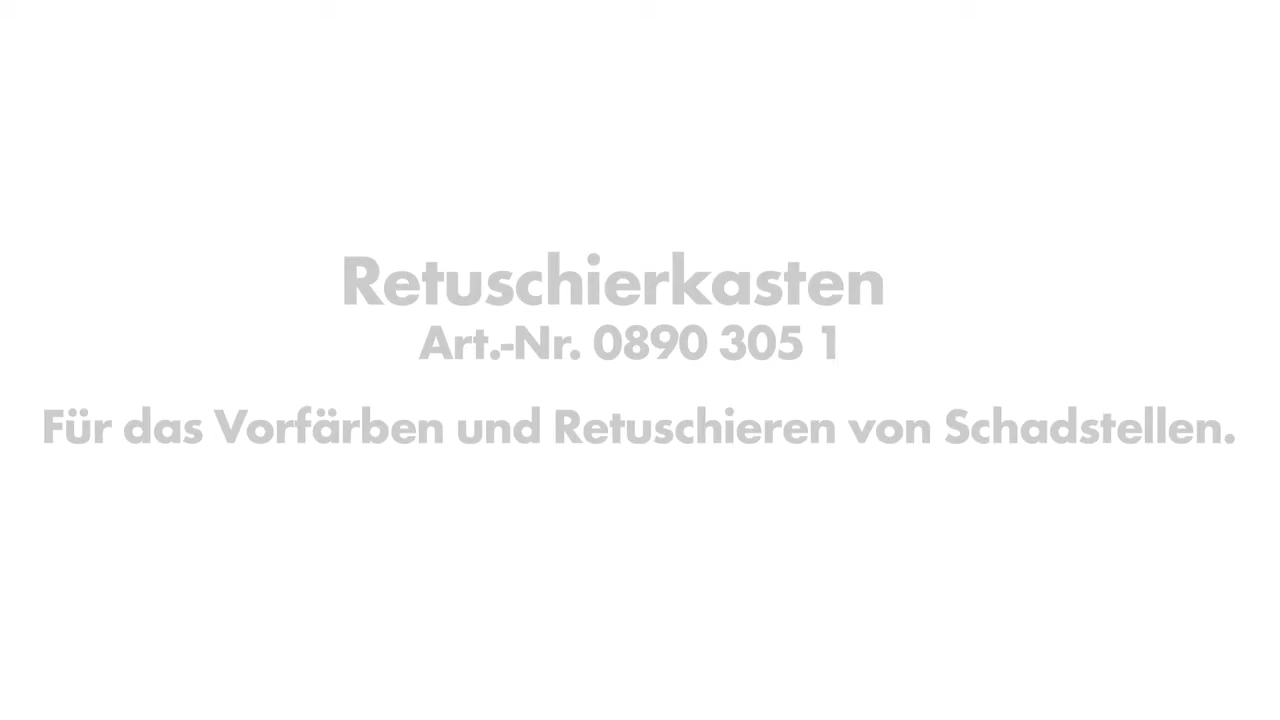 Retuschierkasten
Art.-Nr. 0890 305 1
Für das Vorfärben und Retuschieren von Schadstellen.